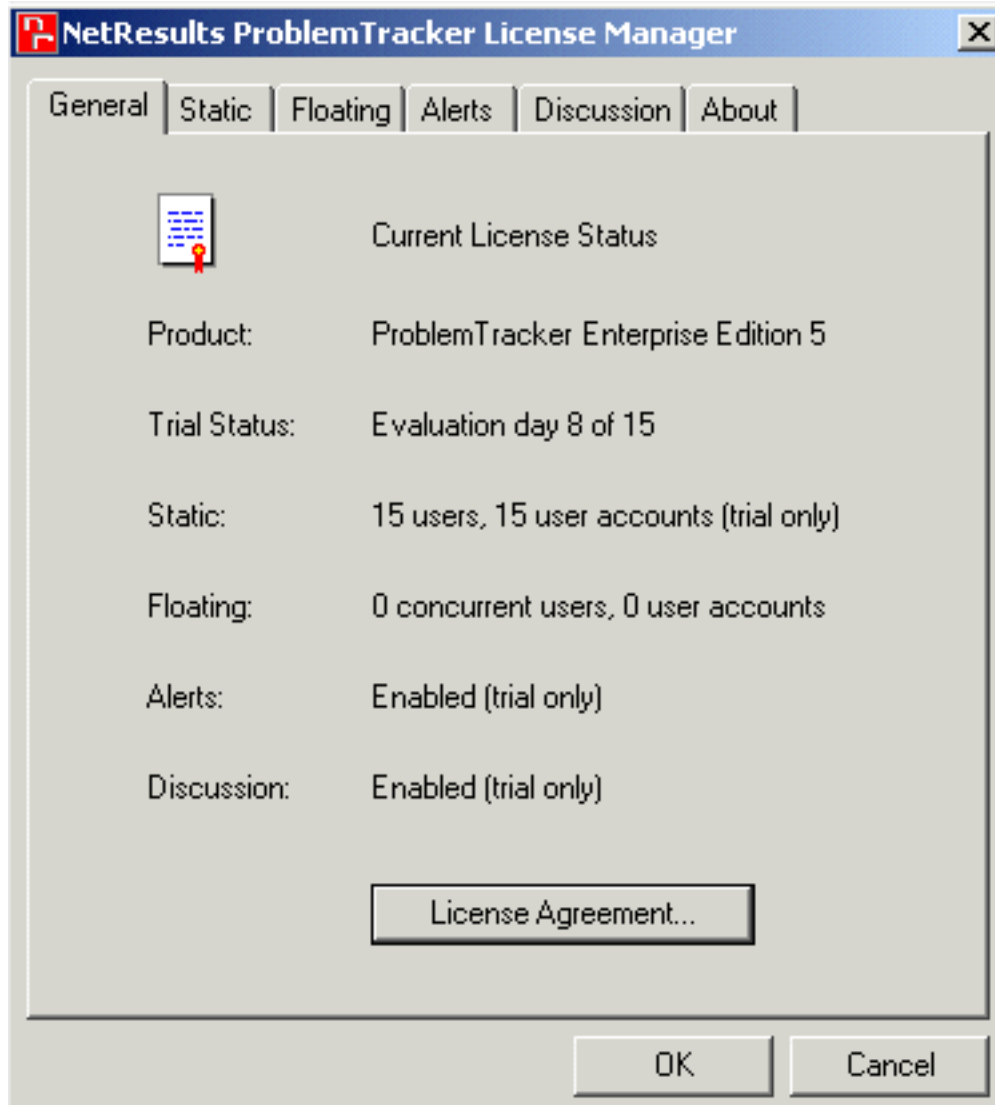 NetResults ProblemTracker License Manager
General Static Floating Alerts Discussion About
Current License Status
Product: ProblemTracker Enterprise Edition 5
Trial Status: Evaluation day 8 of 15
Static: 15 users, 15 user accounts (trial only)
Floating: 0 concurrent users, 0 user accounts
Alerts: Enabled (trial only)
Discussion: Enabled (trial only)
License Agreement...
OK Cancel